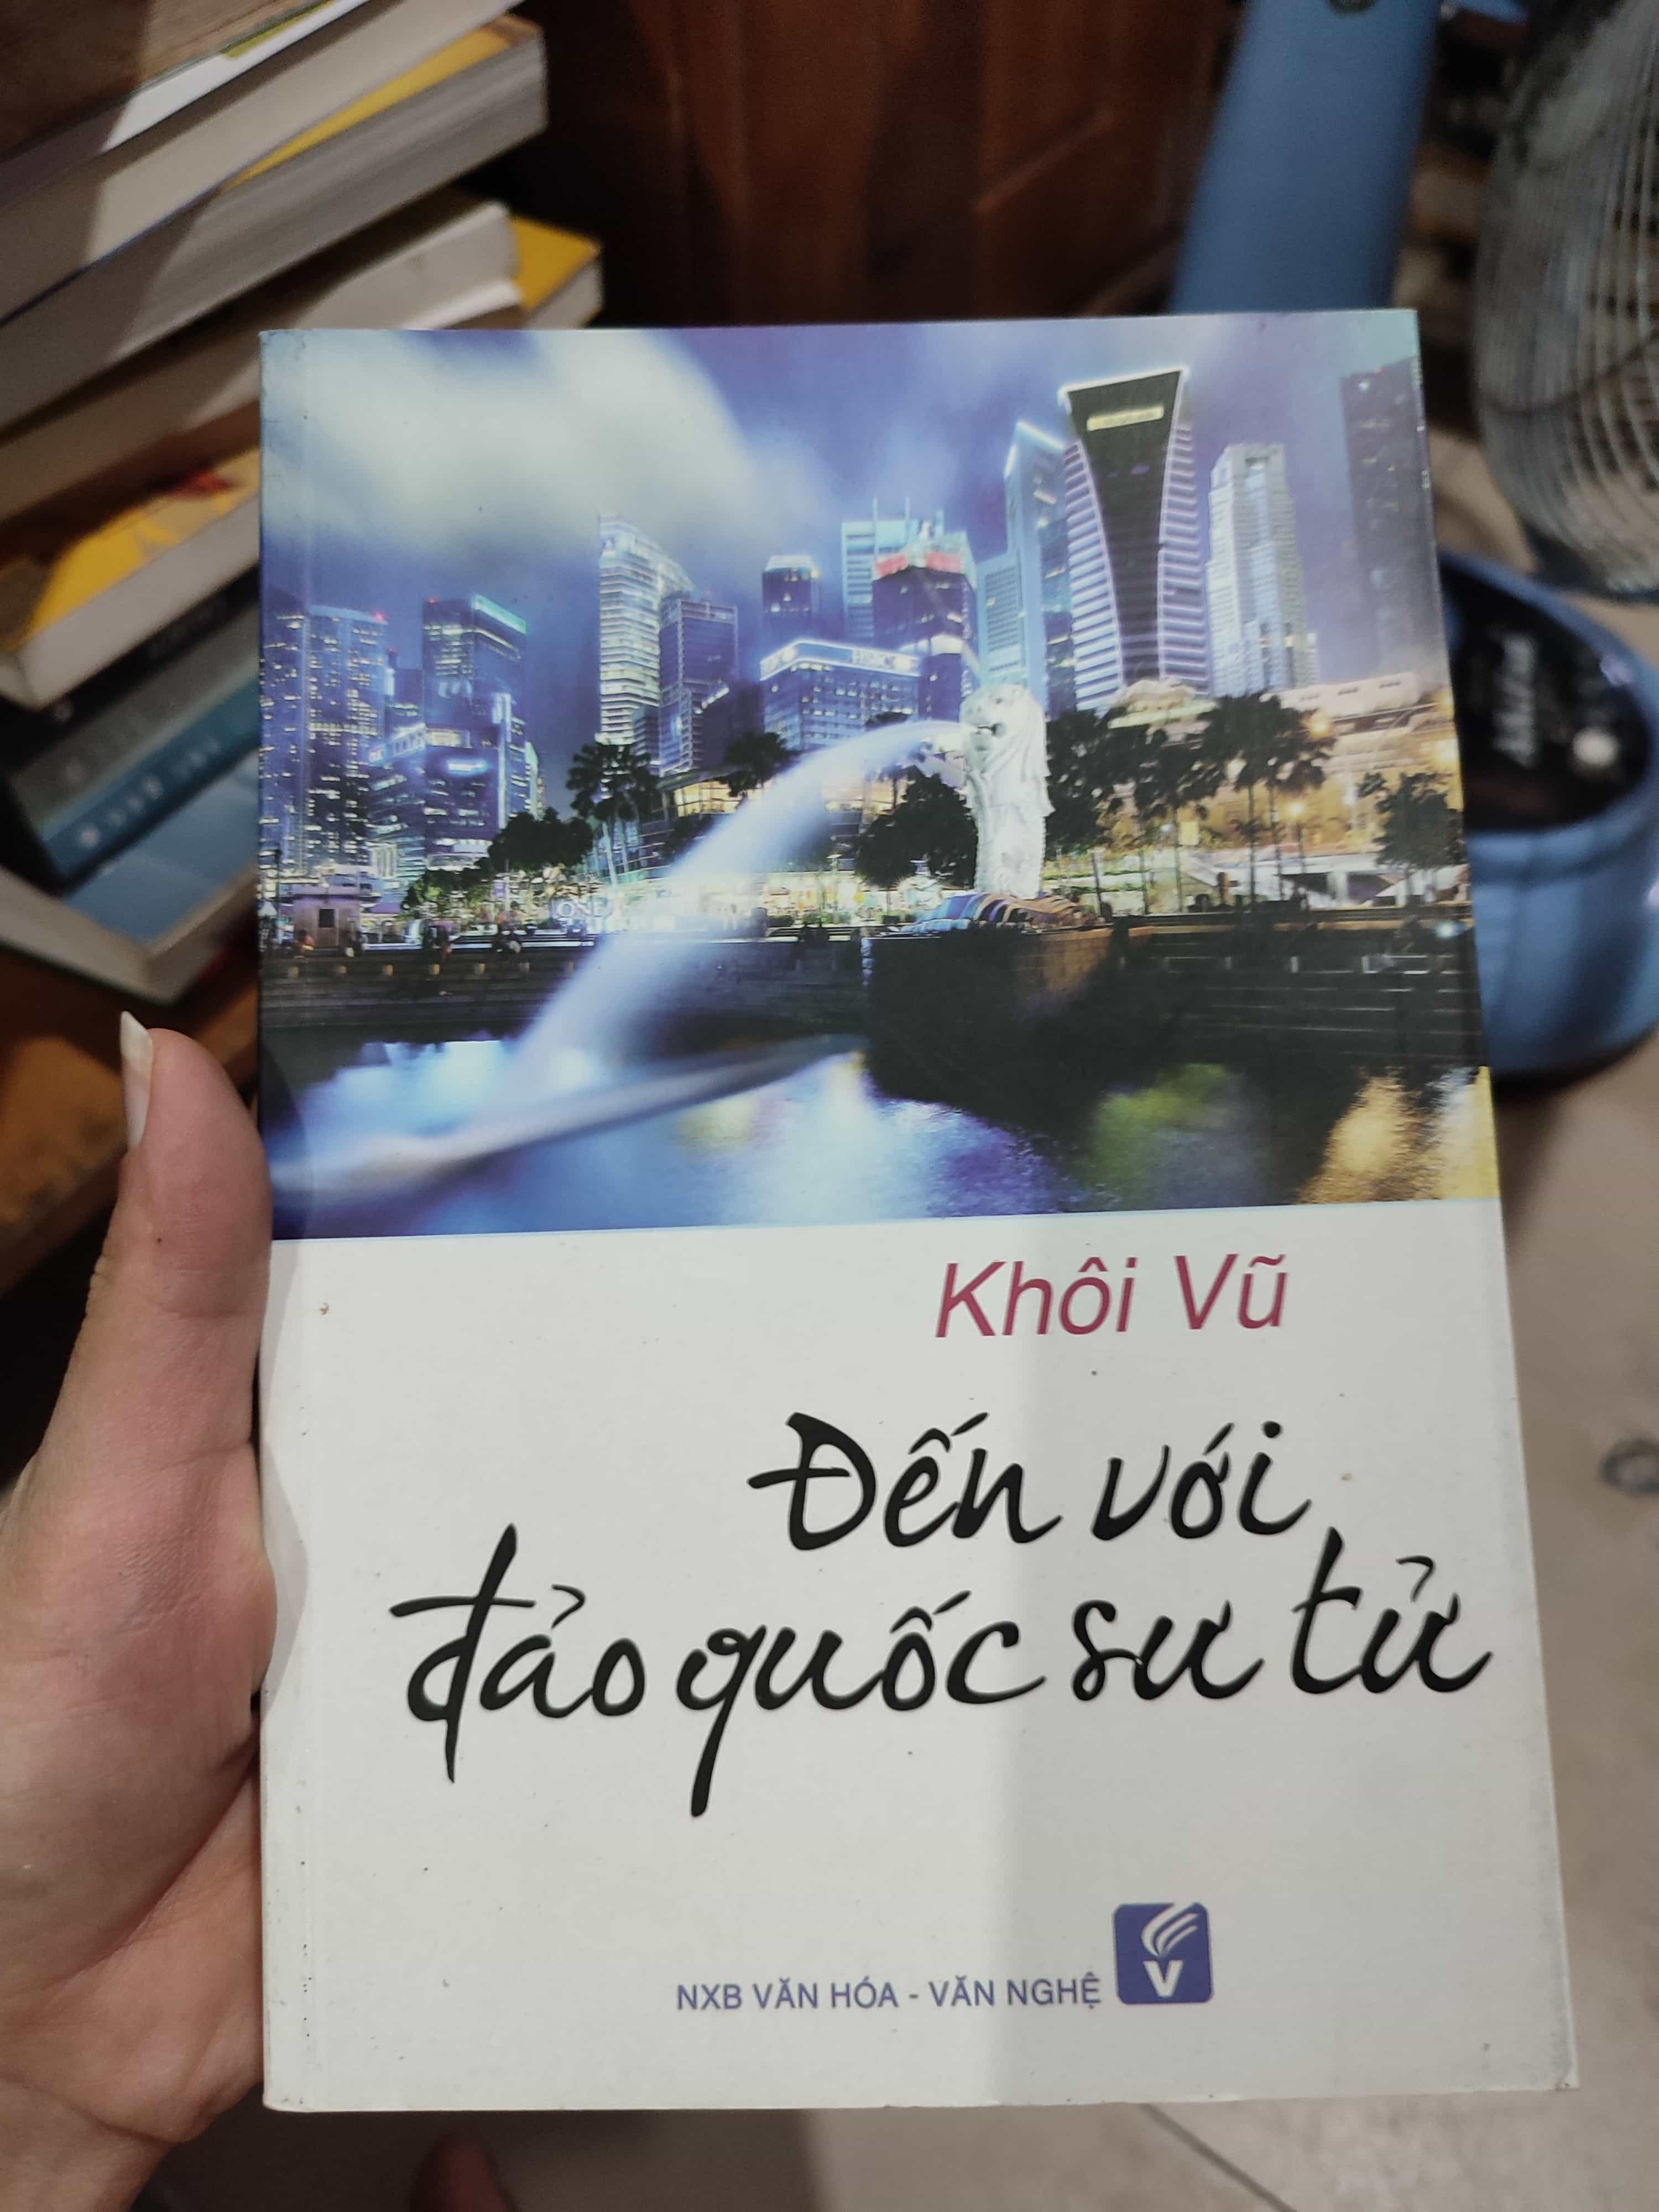 Khôi Vũ
Đến với
đảo quốc sư tử
NXB VĂN HÓA - VĂN NGHỆ
V